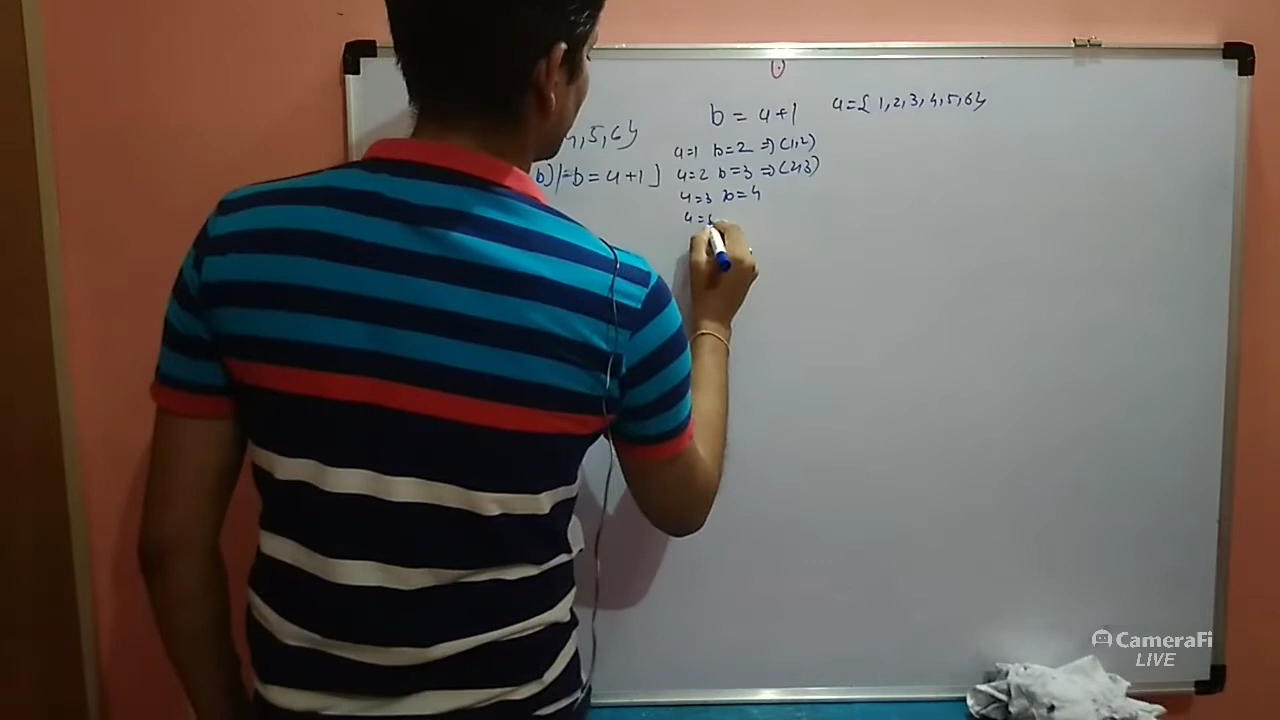 b = a+1 a={1,2,3,4,5,6}
4,5,6}
a=1 b=2 ⇒(1,2)
b)|=b=a+1] a=2 b=3 ⇒(2,3)
a=3 b=4
a=
CameraFi
LIVE